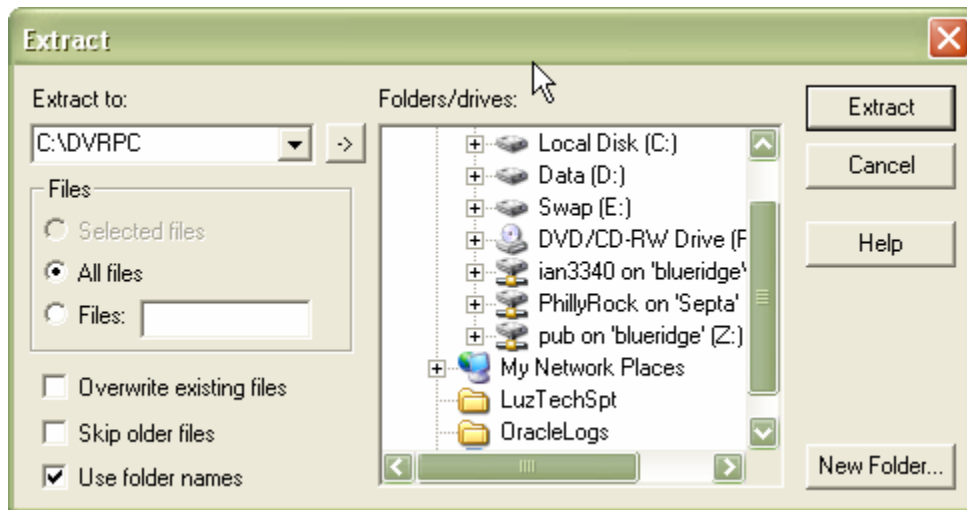 Extract
Extract to:
C:\DVRPC
->
Files
Selected files
All files
Files:
Overwrite existing files
Skip older files
Use folder names
Folders/drives:
Local Disk (C:)
Data (D:)
Swap (E:)
DVD/CD-RW Drive (F
ian3340 on 'blueridge'
PhillyRock on 'Septa'
pub on 'blueridge' (Z:)
My Network Places
LuzTechSpt
OracleLogs
Extract
Cancel
Help
New Folder...